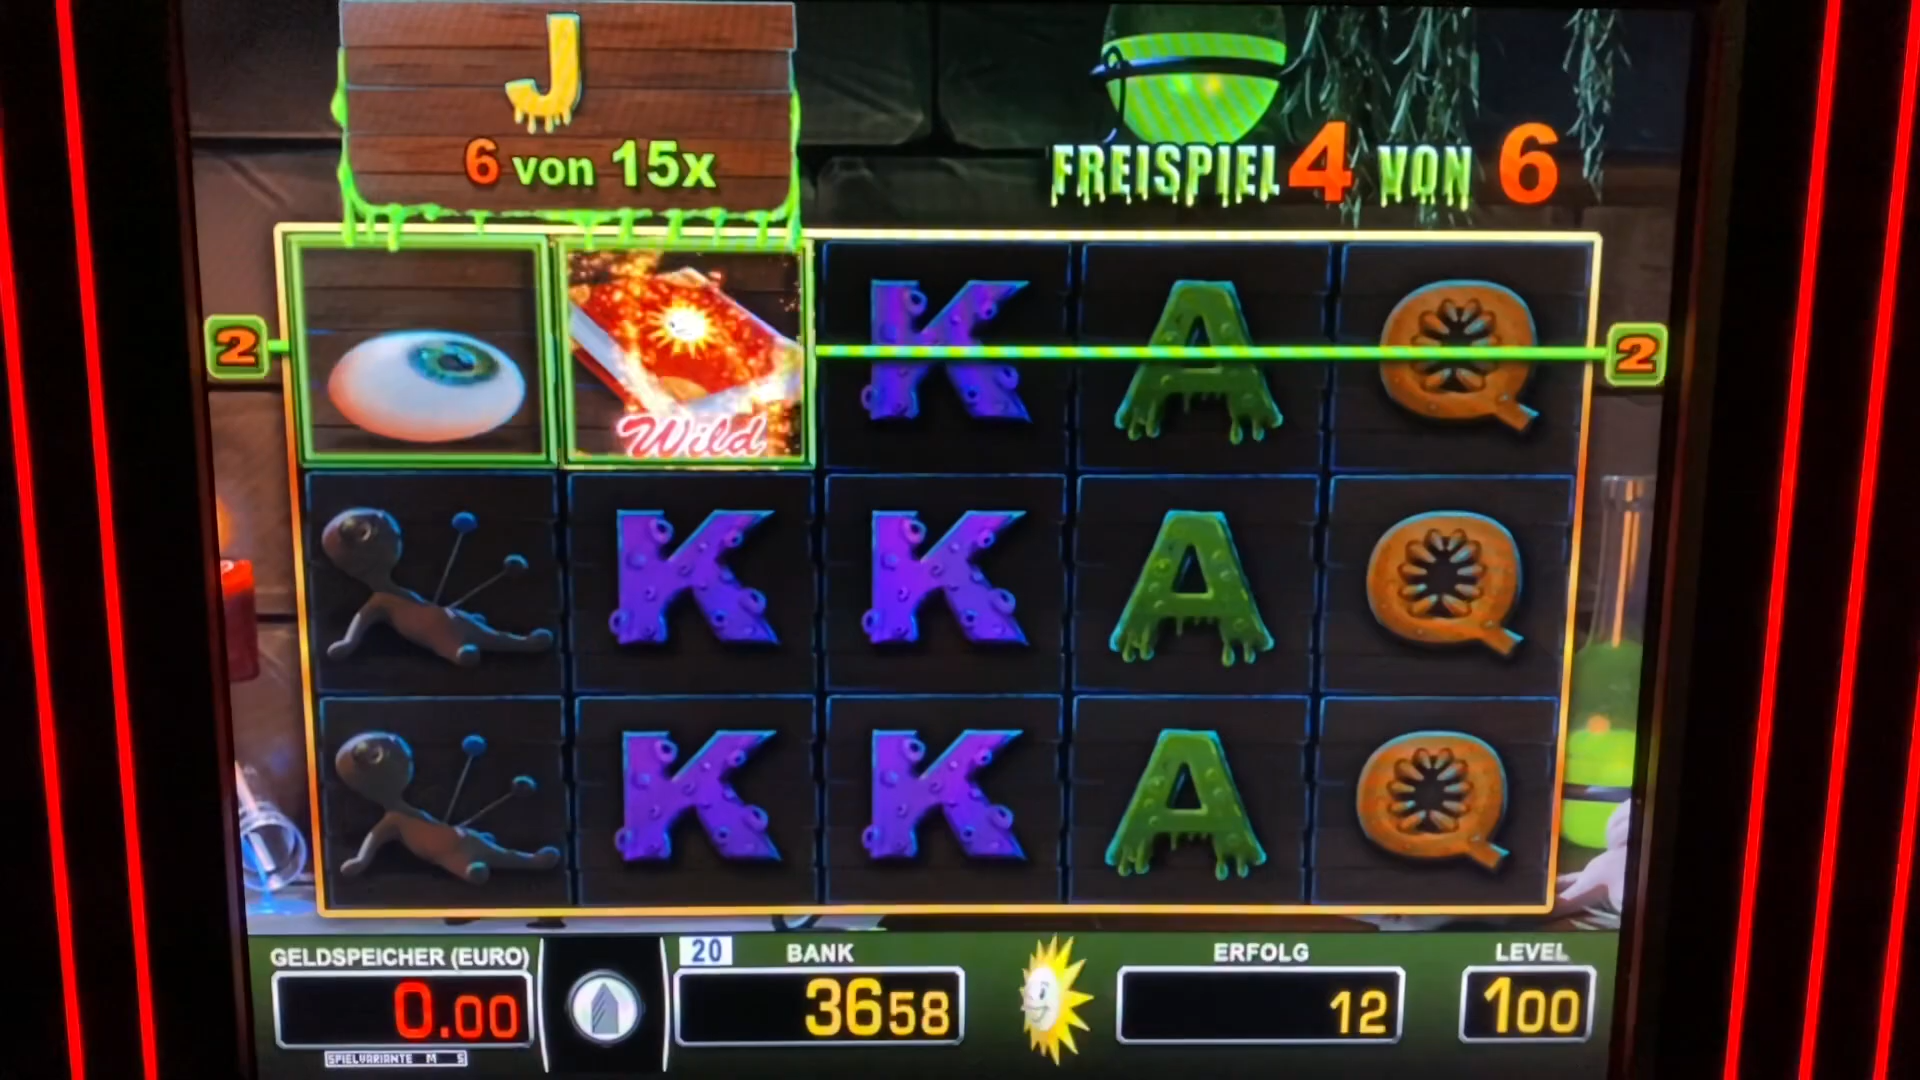 J
6 von 15x
FREISPIEL 4 VON 6
2 2
Wild
K A Q
K K A Q
K K A Q
GELDSPEICHER (EURO) 20 BANK ERFOLG LEVEL
0.00 3658 12 100
SPIELVARIANTE M S